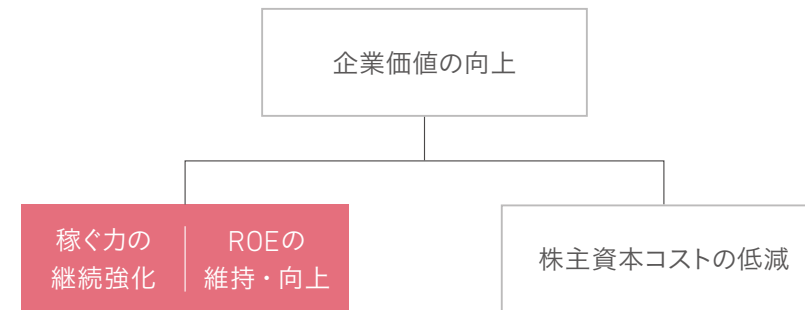 企業価値の向上
稼ぐ力の
継続強化
ROEの
維持・向上
株主資本コストの低減